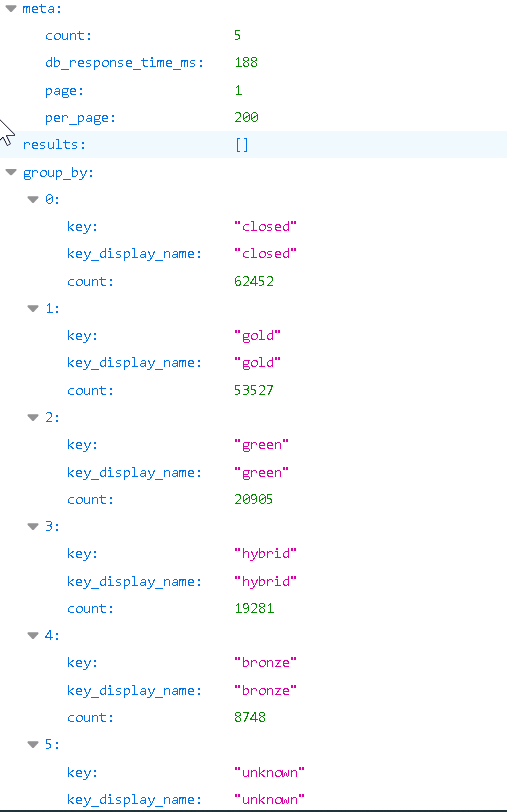 meta:
count: 5
db_response_time_ms: 188
page: 1
per_page: 200
results: []
group_by:
0:
key: "closed"
key_display_name: "closed"
count: 62452
1:
key: "gold"
key_display_name: "gold"
count: 53527
2:
key: "green"
key_display_name: "green"
count: 20905
3:
key: "hybrid"
key_display_name: "hybrid"
count: 19281
4:
key: "bronze"
key_display_name: "bronze"
count: 8748
5:
key: "unknown"
key_display_name: "unknown"